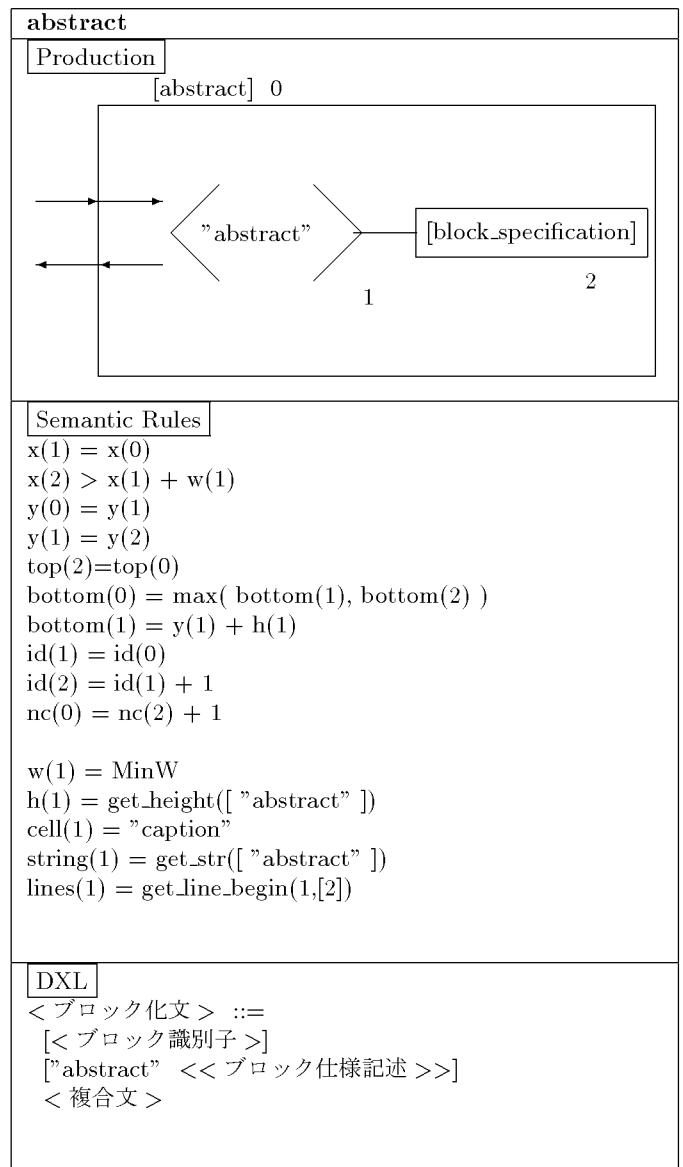 abstract
Production
[abstract] 0
"abstract"
[block_specification]
1
2
Semantic Rules
x(1) = x(0)
x(2) > x(1) + w(1)
y(0) = y(1)
y(1) = y(2)
top(2)=top(0)
bottom(0) = max( bottom(1), bottom(2) )
bottom(1) = y(1) + h(1)
id(1) = id(0)
id(2) = id(1) + 1
nc(0) = nc(2) + 1
w(1) = MinW
h(1) = get_height([ "abstract" ])
cell(1) = "caption"
string(1) = get_str([ "abstract" ])
lines(1) = get_line_begin(1,[2])
DXL
< ブロック化文 > ::=
[< ブロック識別子 >]
["abstract" << ブロック仕様記述 >>]
< 複合文 >